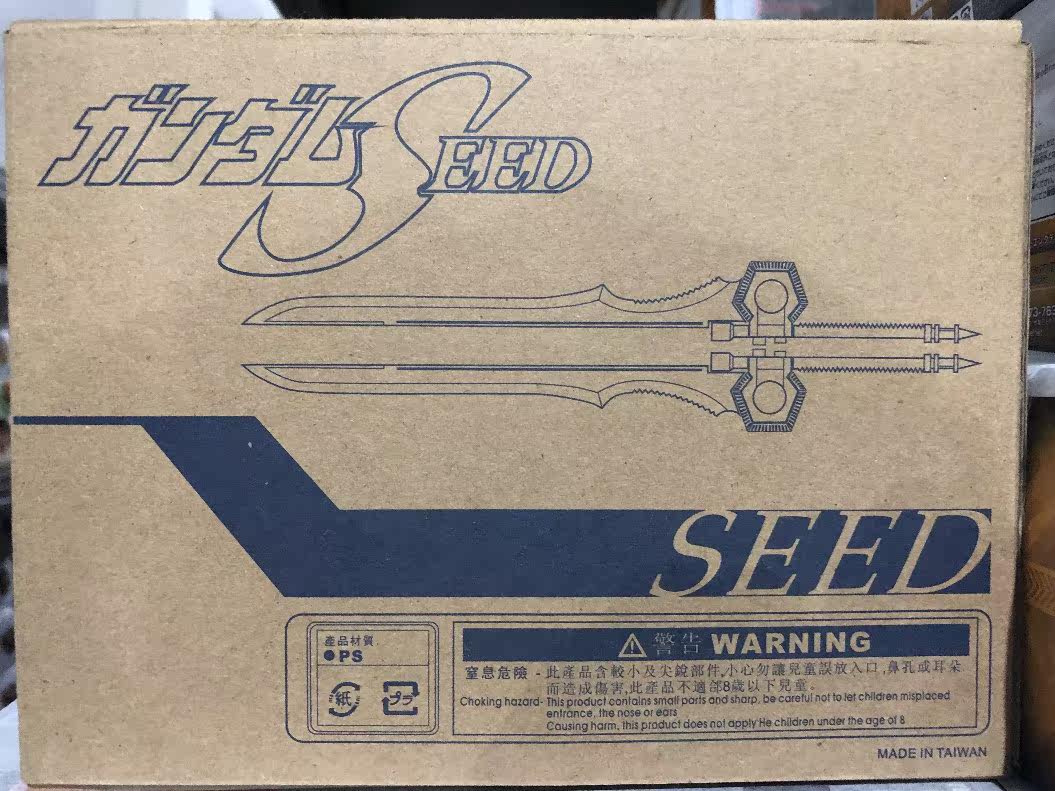 ガンダムSEED
SEED
產品材質
●PS
紙
プラ
警告 WARNING
窒息危險 - 此產品含較小及尖銳部件,小心勿讓兒童誤放入口,鼻孔或耳朵
而造成傷害,此產品不適部8歲以下兒童.
Choking hazard- This product contains small parts and sharp, be careful not to let children misplaced
entrance, the nose or ears
Causing harm, this product does not apply He children under the age of 8
MADE IN TAIWAN